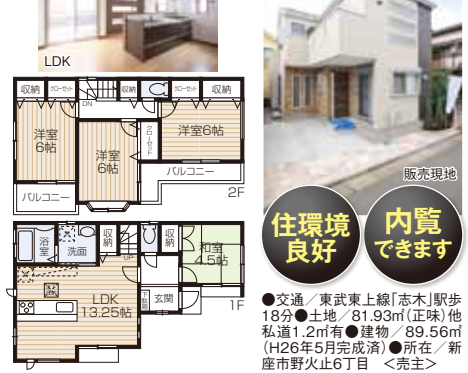 LDK
収納
クローゼット
DN
収納
クローゼット
収納
洋室
6帖
洋室
6帖
クローゼット
洋室6帖
バルコニー
バルコニー
2F
浴室
洗面
収納
UP
収納
和室
4.5帖
LDK
13.25帖
下駄箱
玄関
1F
販売現地
住環境
良好
内覧
できます
●交通／東武東上線「志木」駅歩
18分●土地／81.93㎡（正味）他
私道1.2㎡有●建物／89.56㎡
（H26年5月完成済）●所在／新
座市野火止6丁目　＜売主＞